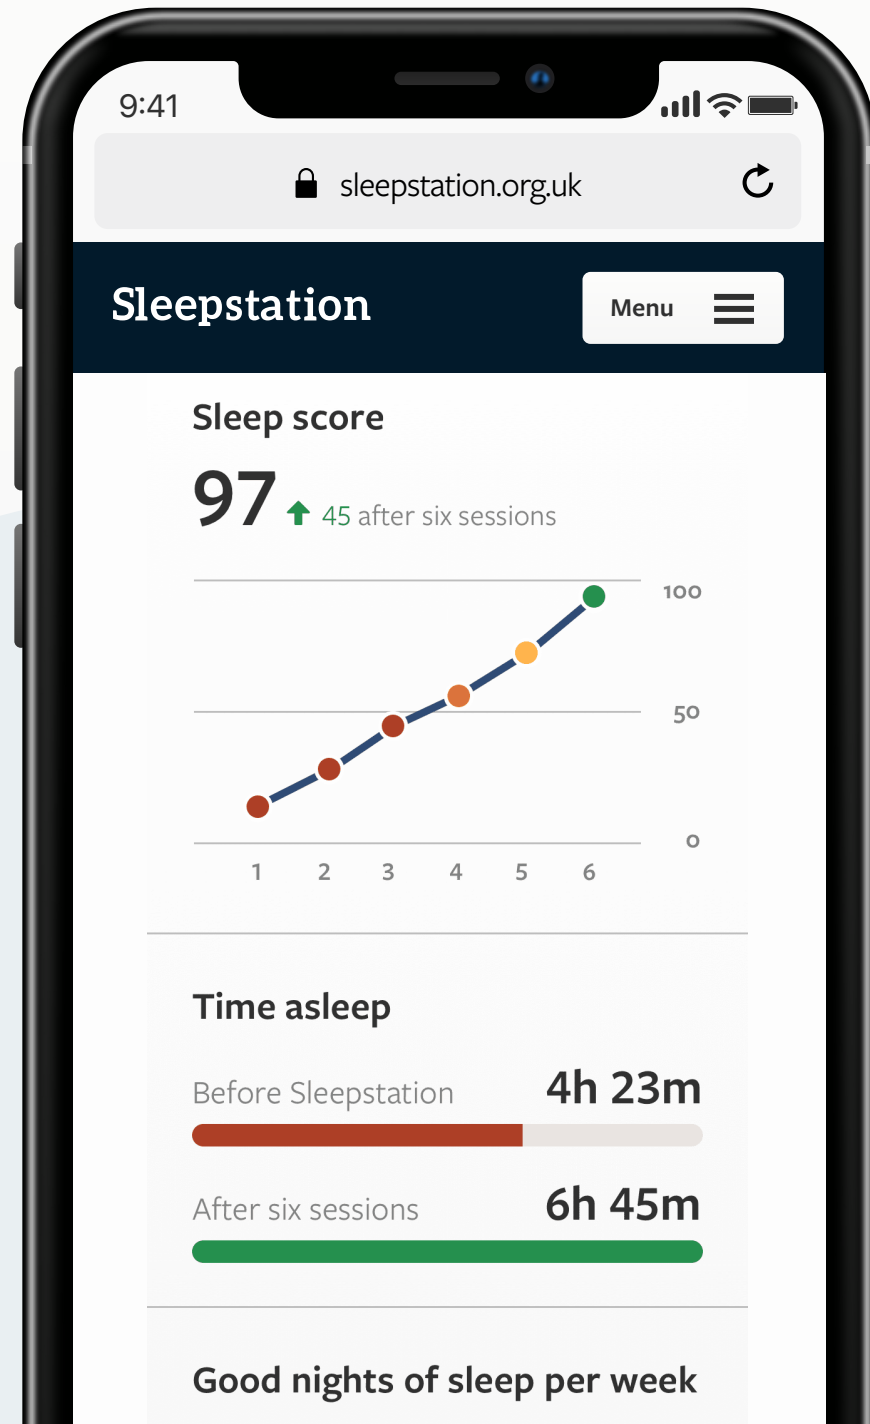 9:41
sleepstation.org.uk
Sleepstation
Menu
Sleep score
97 45 after six sessions
100
50
0
1 2 3 4 5 6
Time asleep
Before Sleepstation 4h 23m
After six sessions 6h 45m
Good nights of sleep per week